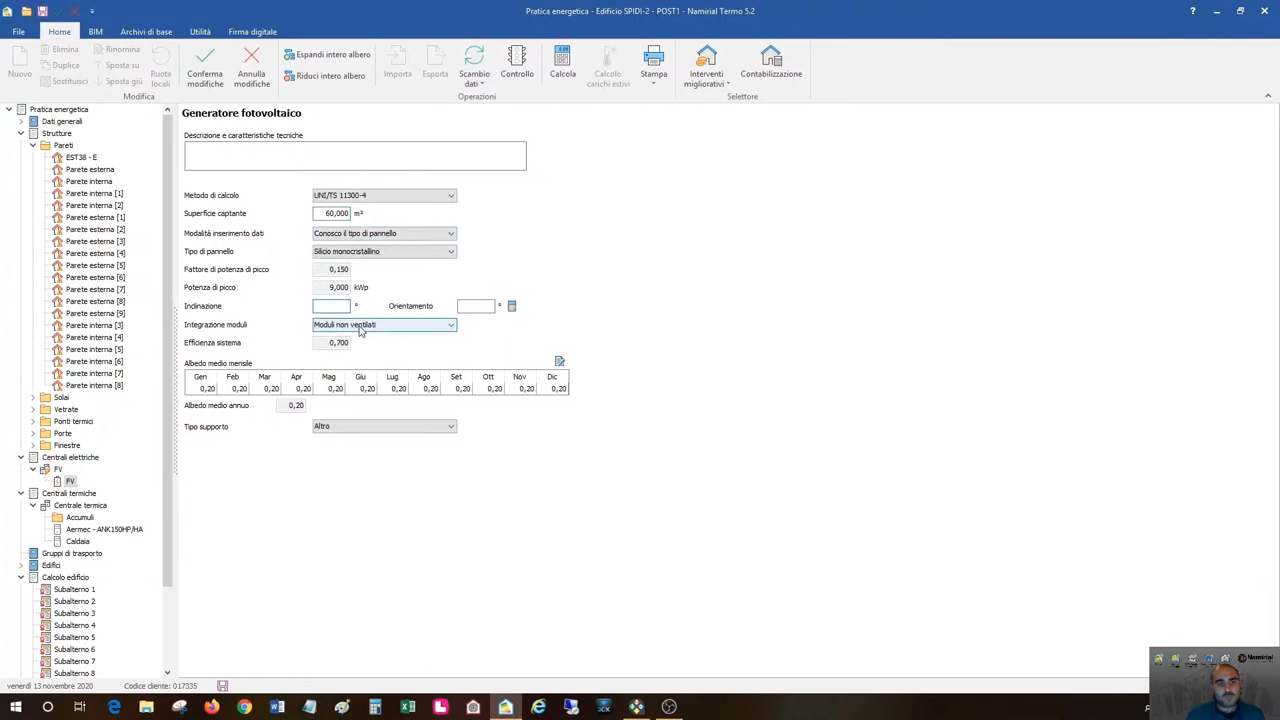 Pratica energetica - Edificio SPIDI-2 - POST1 - Namirial Termo 5.2
File Home BIM Archivi di base Utilità Firma digitale
Nuovo
Elimina
Duplica
Sostituisci
Rinomina
Sposta su
Sposta giù
Ruota locali
Conferma modifiche
Annulla modifiche
Espandi intero albero
Riduci intero albero
Importa
Esporta
Scambio dati
Controllo
Calcola
Calcolo carichi estivi
Stampa
Interventi migliorativi
Contabilizzazione
Modifica Operazioni Selettore
Pratica energetica
Dati generali
Strutture
Pareti
EST38 - E
Parete esterna
Parete interna
Parete interna [1]
Parete interna [2]
Parete esterna [1]
Parete esterna [2]
Parete esterna [3]
Parete esterna [4]
Parete esterna [5]
Parete esterna [6]
Parete esterna [7]
Parete esterna [8]
Parete esterna [9]
Parete interna [3]
Parete interna [4]
Parete interna [5]
Parete interna [6]
Parete interna [7]
Parete interna [8]
Solai
Vetrate
Ponti termici
Porte
Finestre
Centrali elettriche
FV
FV
Centrali termiche
Centrale termica
Accumuli
Aermec - ANK150HP/HA
Caldaia
Gruppi di trasporto
Edifici
Calcolo edificio
Subalterno 1
Subalterno 2
Subalterno 3
Subalterno 4
Subalterno 5
Subalterno 6
Subalterno 7
Subalterno 8
Generatore fotovoltaico
Descrizione e caratteristiche tecniche
Metodo di calcolo UNI/TS 11300-4
Superficie captante 60,000 m²
Modalità inserimento dati Conosco il tipo di pannello
Tipo di pannello Silicio monocristallino
Fattore di potenza di picco 0,150
Potenza di picco 9,000 kWp
Inclinazione ° Orientamento °
Integrazione moduli Moduli non ventilati
Efficienza sistema 0,700
Albedo medio mensile
Gen Feb Mar Apr Mag Giu Lug Ago Set Ott Nov Dic
0,20 0,20 0,20 0,20 0,20 0,20 0,20 0,20 0,20 0,20 0,20 0,20
Albedo medio annuo 0,20
Tipo supporto Altro
Namirial
venerdì 13 novembre 2020 Codice cliente: 017335